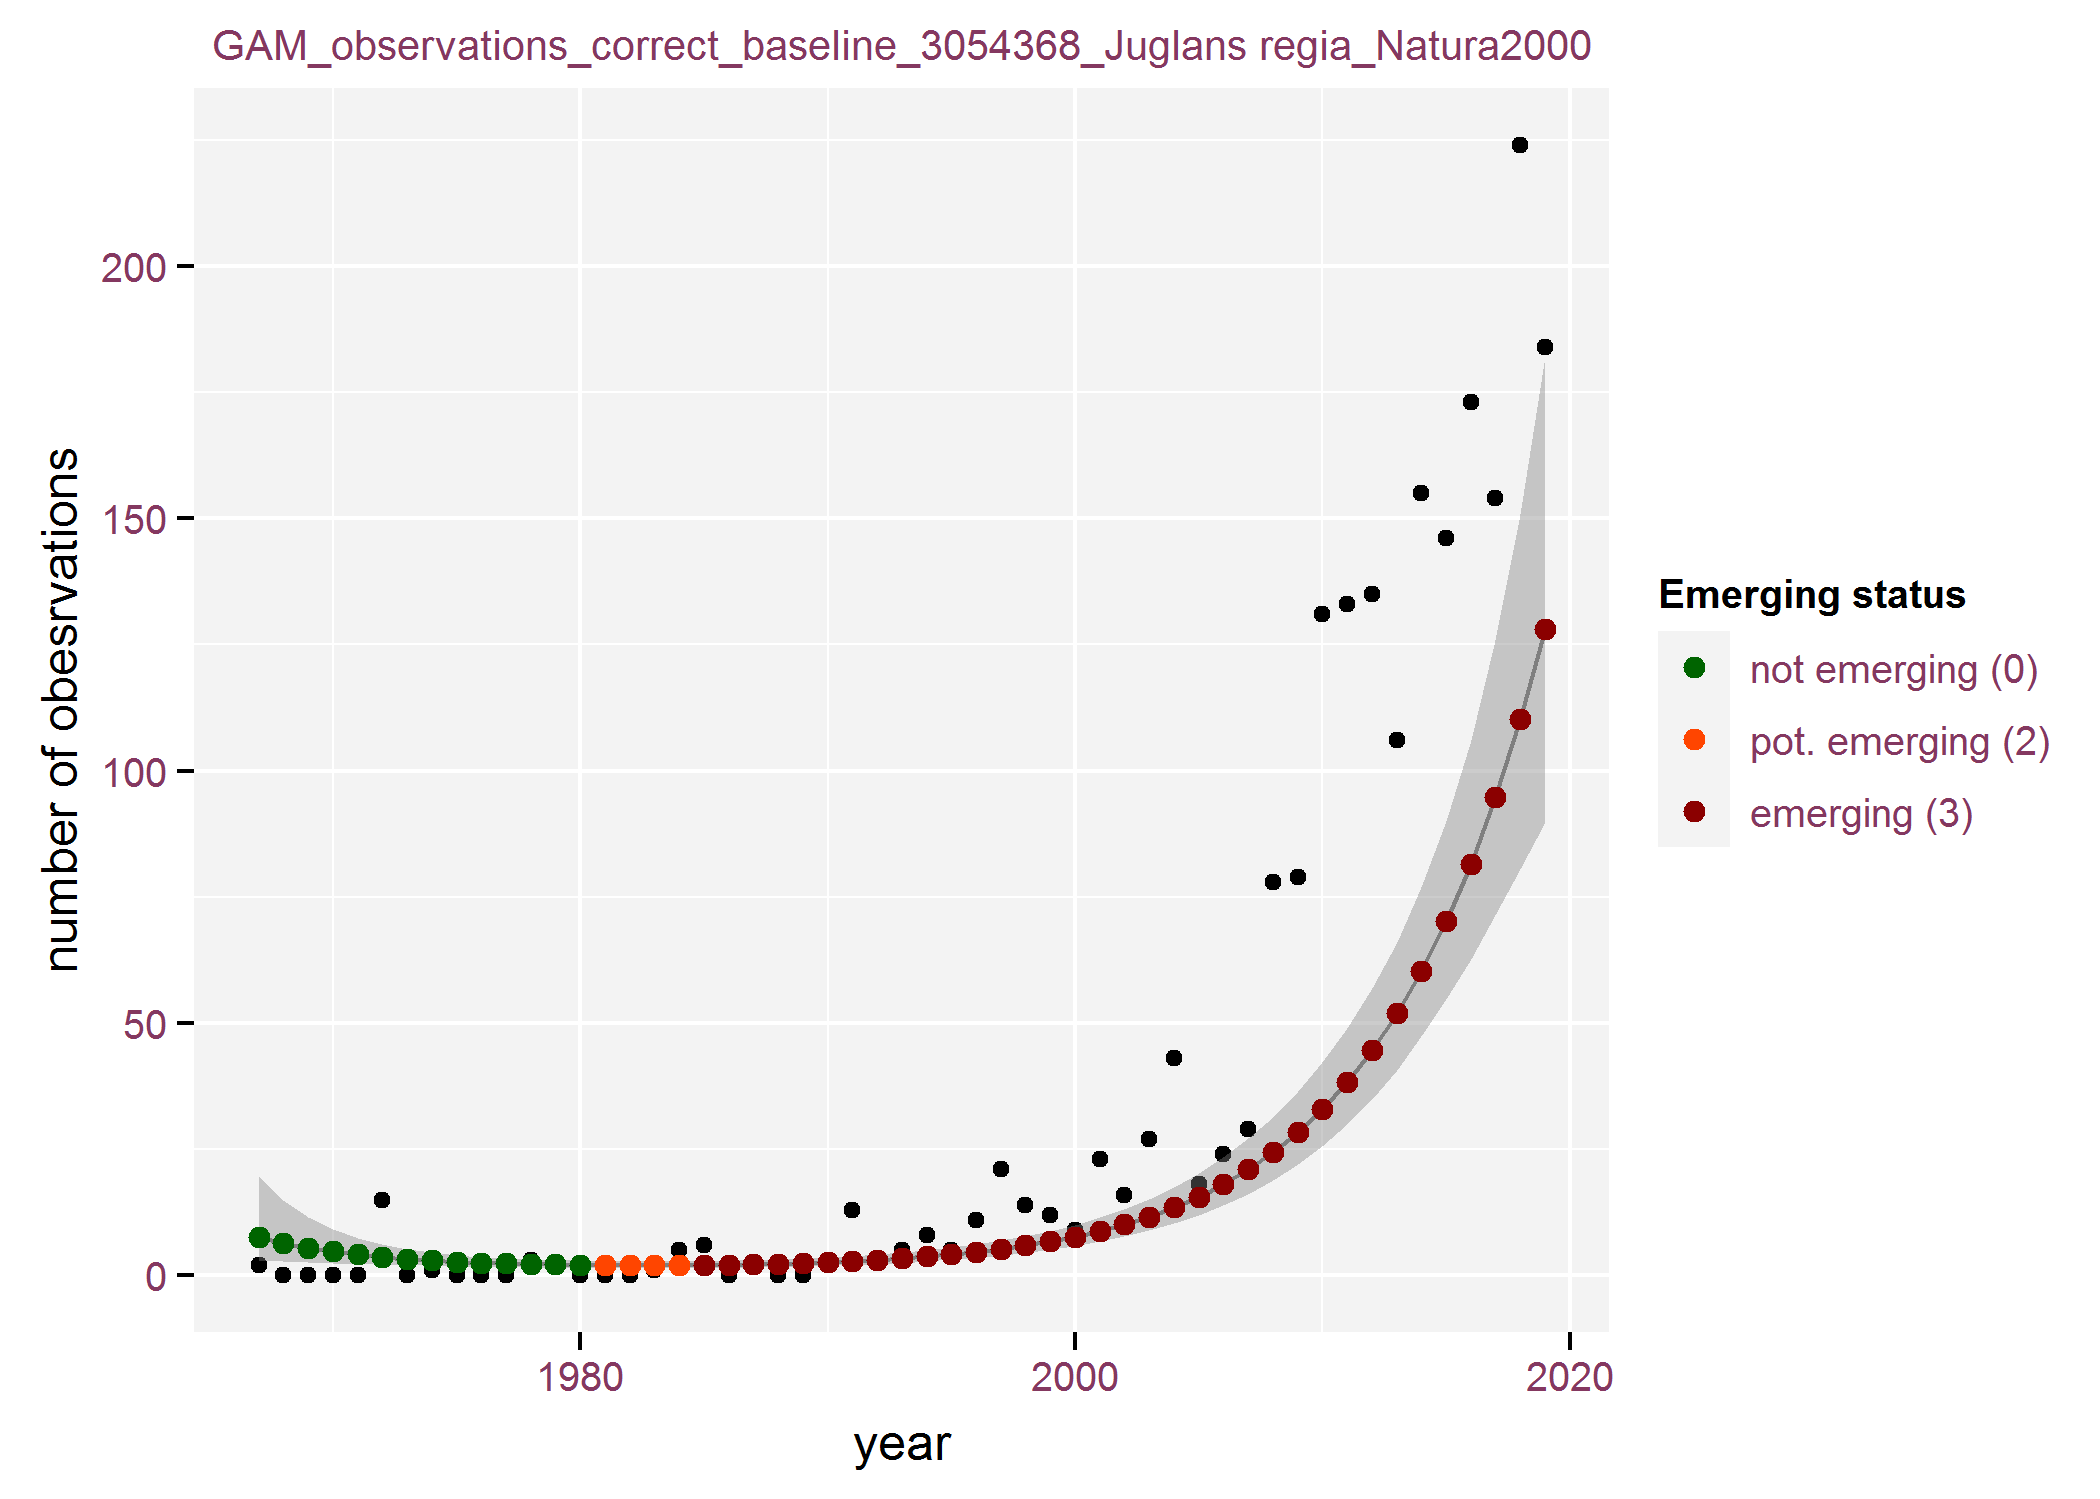 GAM_observations_correct_baseline_3054368_Juglans regia_Natura2000
200
150
100
50
0
number of obesrvations
1980
2000
2020
year
Emerging status
not emerging (0)
pot. emerging (2)
emerging (3)